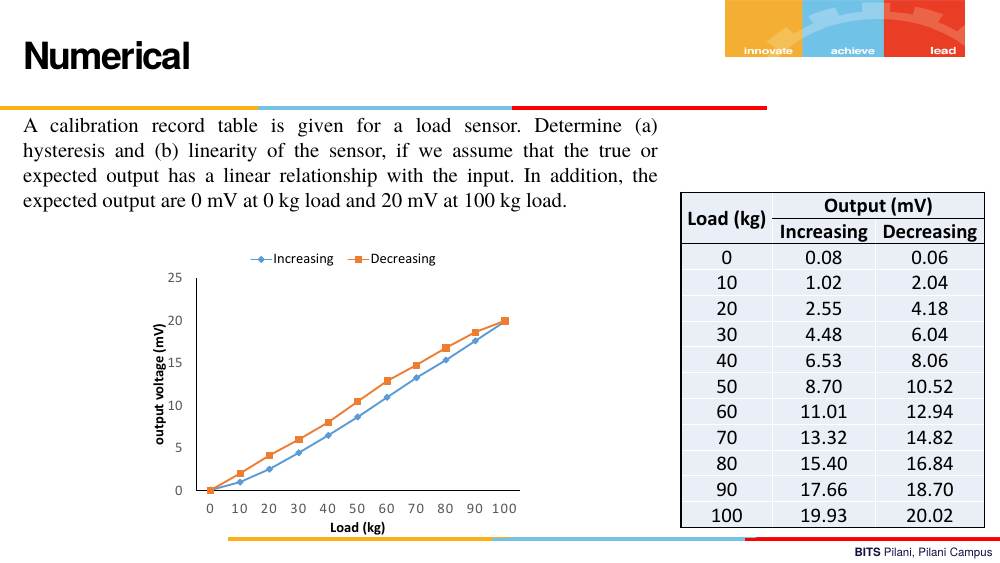 innovate achieve lead
Numerical
A calibration record table is given for a load sensor. Determine (a)
hysteresis and (b) linearity of the sensor, if we assume that the true or
expected output has a linear relationship with the input. In addition, the
expected output are 0 mV at 0 kg load and 20 mV at 100 kg load.
Increasing Decreasing
25
20
15
10
5
0
output voltage (mV)
0 10 20 30 40 50 60 70 80 90 100
Load (kg)
Load (kg) Output (mV)
Increasing Decreasing
0 0.08 0.06
10 1.02 2.04
20 2.55 4.18
30 4.48 6.04
40 6.53 8.06
50 8.70 10.52
60 11.01 12.94
70 13.32 14.82
80 15.40 16.84
90 17.66 18.70
100 19.93 20.02
BITS Pilani, Pilani Campus